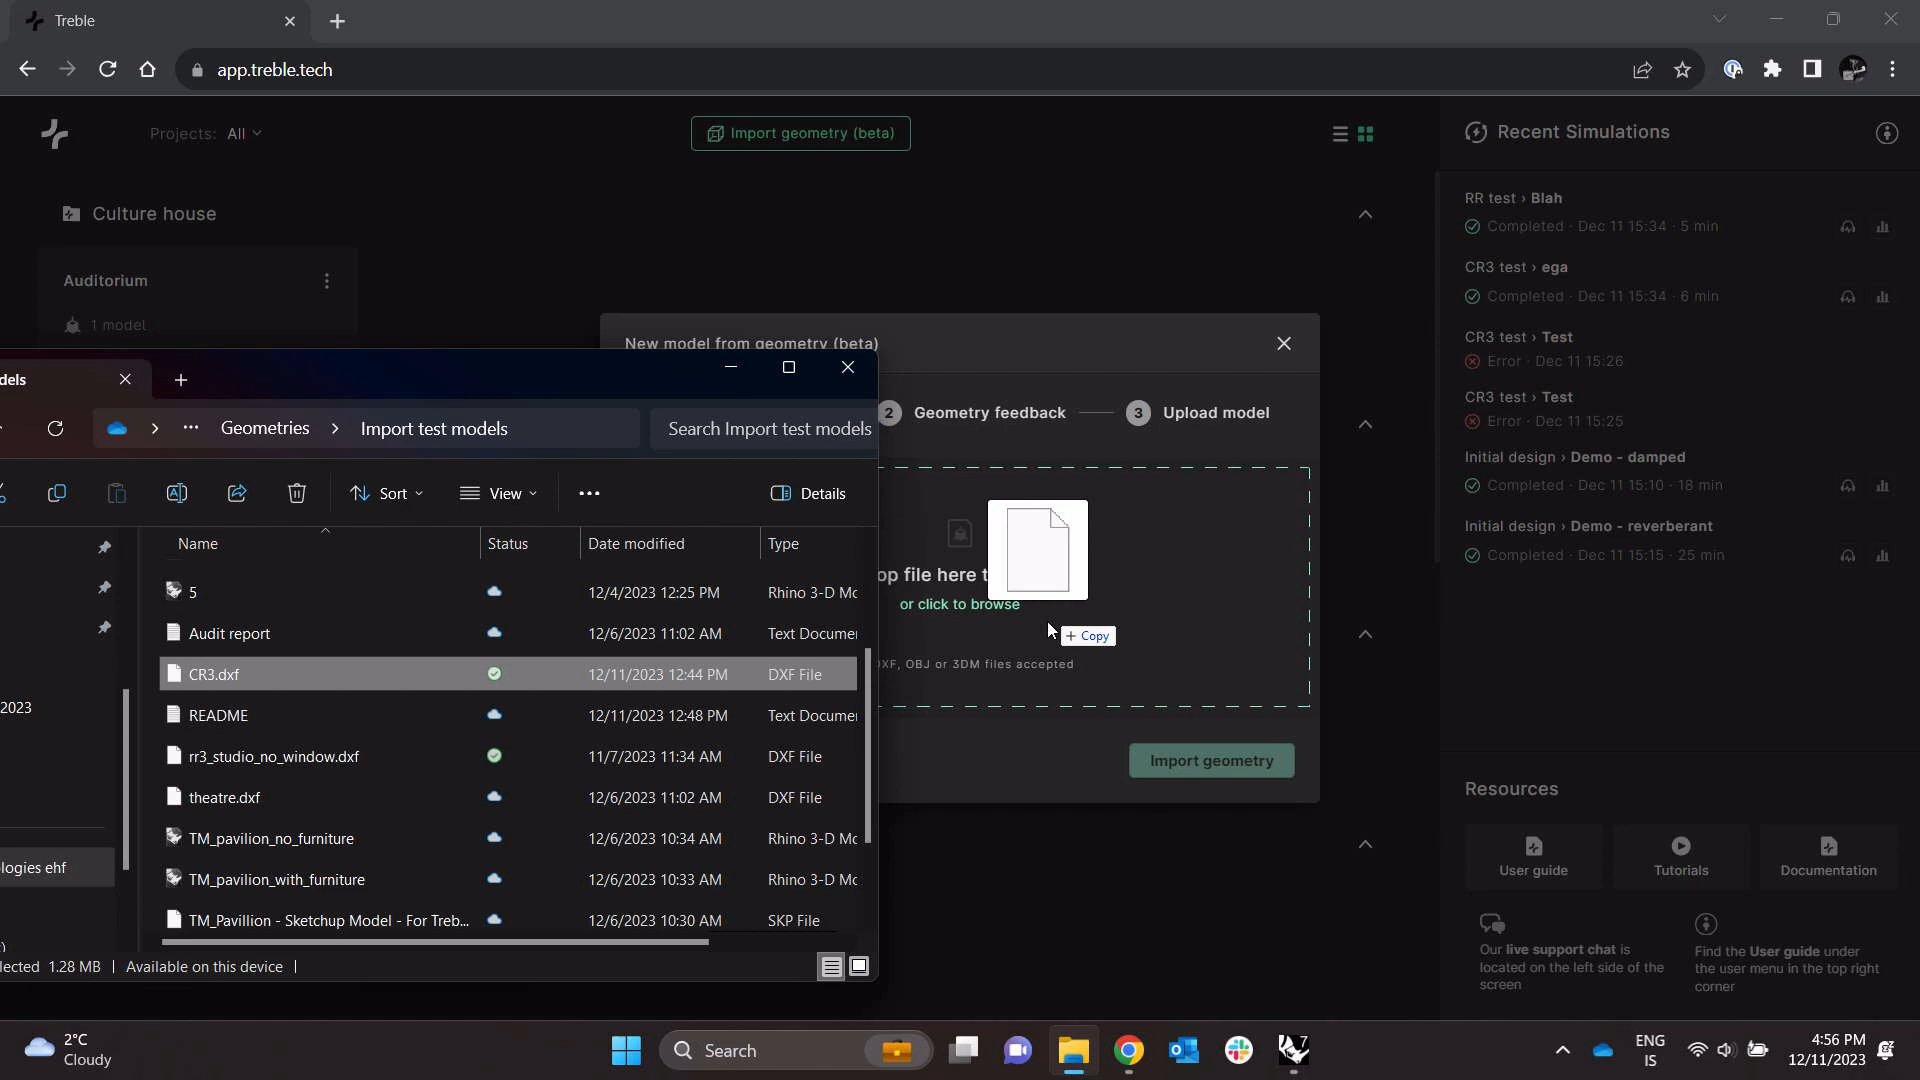 Treble
app.treble.tech
Projects: All
Import geometry (beta)
Recent Simulations
Culture house
Auditorium
1 model
RR test › Blah
Completed · Dec 11 15:34 · 5 min
CR3 test › ega
Completed · Dec 11 15:34 · 6 min
CR3 test › Test
Error · Dec 11 15:26
CR3 test › Test
Error · Dec 11 15:25
Initial design › Demo - damped
Completed · Dec 11 15:10 · 18 min
Initial design › Demo - reverberant
Completed · Dec 11 15:15 · 25 min
New model from geometry (beta)
2 Geometry feedback
3 Upload model
op file here t
or click to browse
+ Copy
XF, OBJ or 3DM files accepted
Import geometry
dels
Geometries > Import test models
Search Import test models
Sort
View
Details
Name Status Date modified Type
5 12/4/2023 12:25 PM Rhino 3-D Mo
Audit report 12/6/2023 11:02 AM Text Documen
CR3.dxf 12/11/2023 12:44 PM DXF File
README 12/11/2023 12:48 PM Text Documen
rr3_studio_no_window.dxf 11/7/2023 11:34 AM DXF File
theatre.dxf 12/6/2023 11:02 AM DXF File
TM_pavilion_no_furniture 12/6/2023 10:34 AM Rhino 3-D Mo
TM_pavilion_with_furniture 12/6/2023 10:33 AM Rhino 3-D Mo
TM_Pavillion - Sketchup Model - For Treb... 12/6/2023 10:30 AM SKP File
2023
logies ehf
lected 1.28 MB
Available on this device
Resources
User guide
Tutorials
Documentation
Our live support chat is
located on the left side of the
screen
Find the User guide under
the user menu in the top right
corner
2°C
Cloudy
Search
7
ENG
IS
4:56 PM
12/11/2023